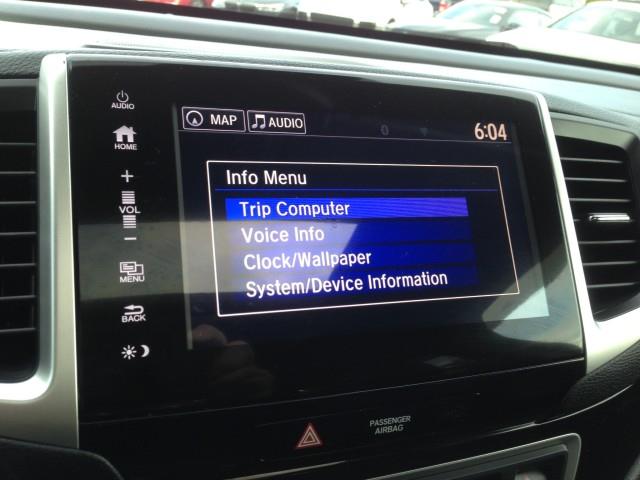 AUDIO
HOME
+
VOL
-
MENU
BACK
MAP AUDIO 6:04
Info Menu
Trip Computer
Voice Info
Clock/Wallpaper
System/Device Information
PASSENGER
AIRBAG